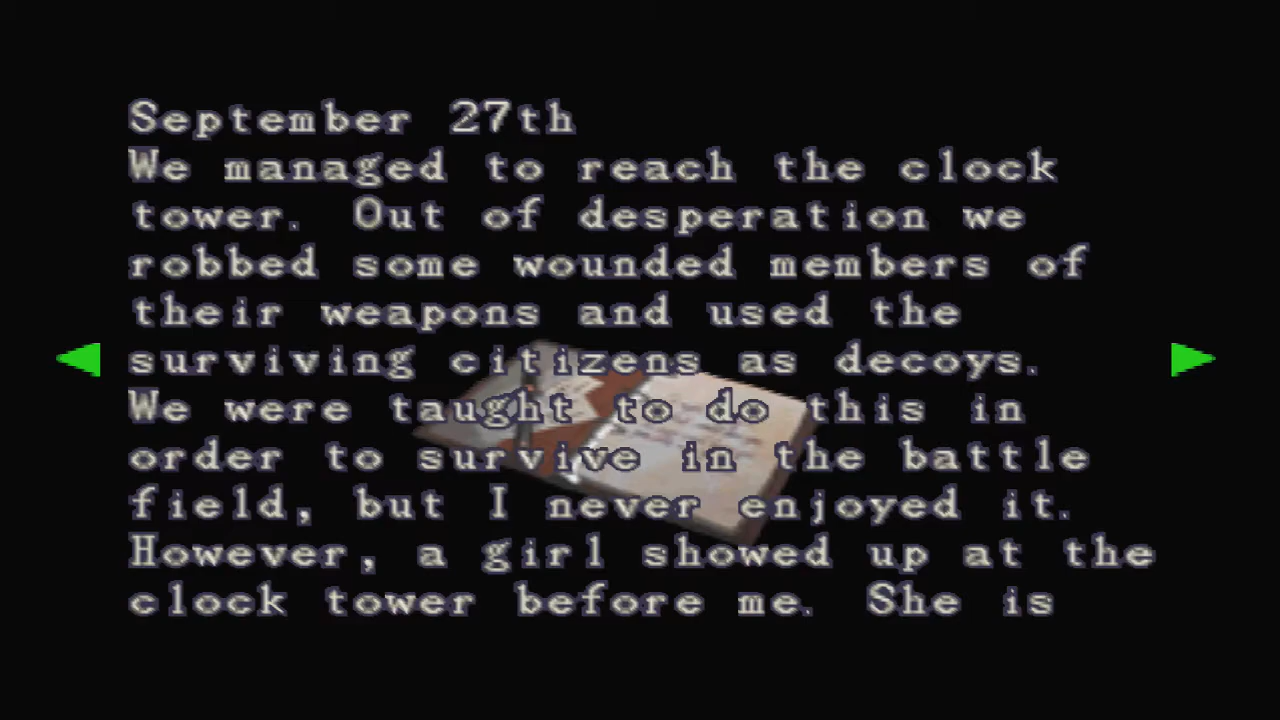 September 27th
We managed to reach the clock
tower. Out of desperation we
robbed some wounded members of
their weapons and used the
surviving citizens as decoys.
We were taught to do this in
order to survive in the battle
field, but I never enjoyed it.
However, a girl showed up at the
clock tower before me. She is